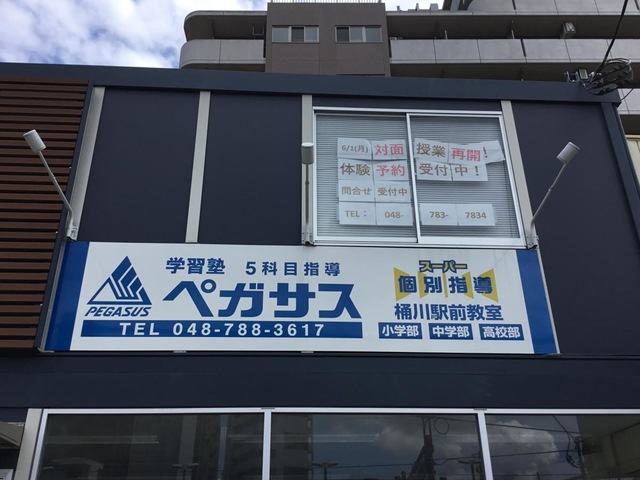 6/1(月) 対面 授業 再開!
体験 予約 受付中!
問合せ 受付中
TEL: 048- 783- 7834
学習塾 5科目指導
ペガサス
PEGASUS
TEL 048-788-3617
スーパー
個別指導
桶川駅前教室
小学部 中学部 高校部